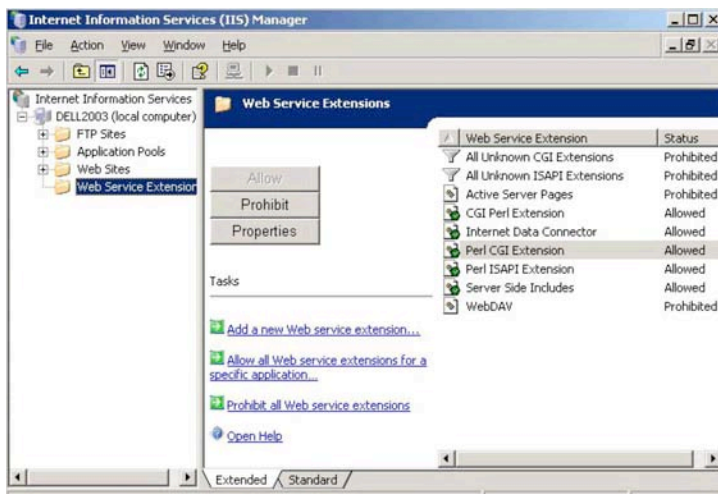 Internet Information Services (IIS) Manager
File Action View Window Help
Internet Information Services
DELL2003 (local computer)
FTP Sites
Application Pools
Web Sites
Web Service Extension
Web Service Extensions
Allow
Prohibit
Properties
Tasks
Add a new Web service extension...
Allow all Web service extensions for a
specific application...
Prohibit all Web service extensions
Open Help
Web Service Extension Status
All Unknown CGI Extensions Prohibited
All Unknown ISAPI Extensions Prohibited
Active Server Pages Prohibited
CGI Perl Extension Allowed
Internet Data Connector Allowed
Perl CGI Extension Allowed
Perl ISAPI Extension Allowed
Server Side Includes Allowed
WebDAV Prohibited
Extended Standard